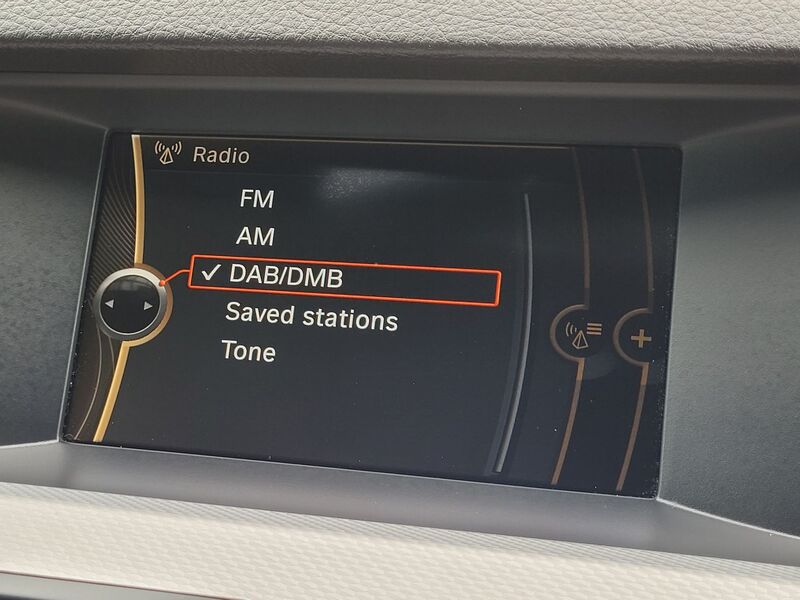 Radio
FM
AM
✓ DAB/DMB
Saved stations
Tone